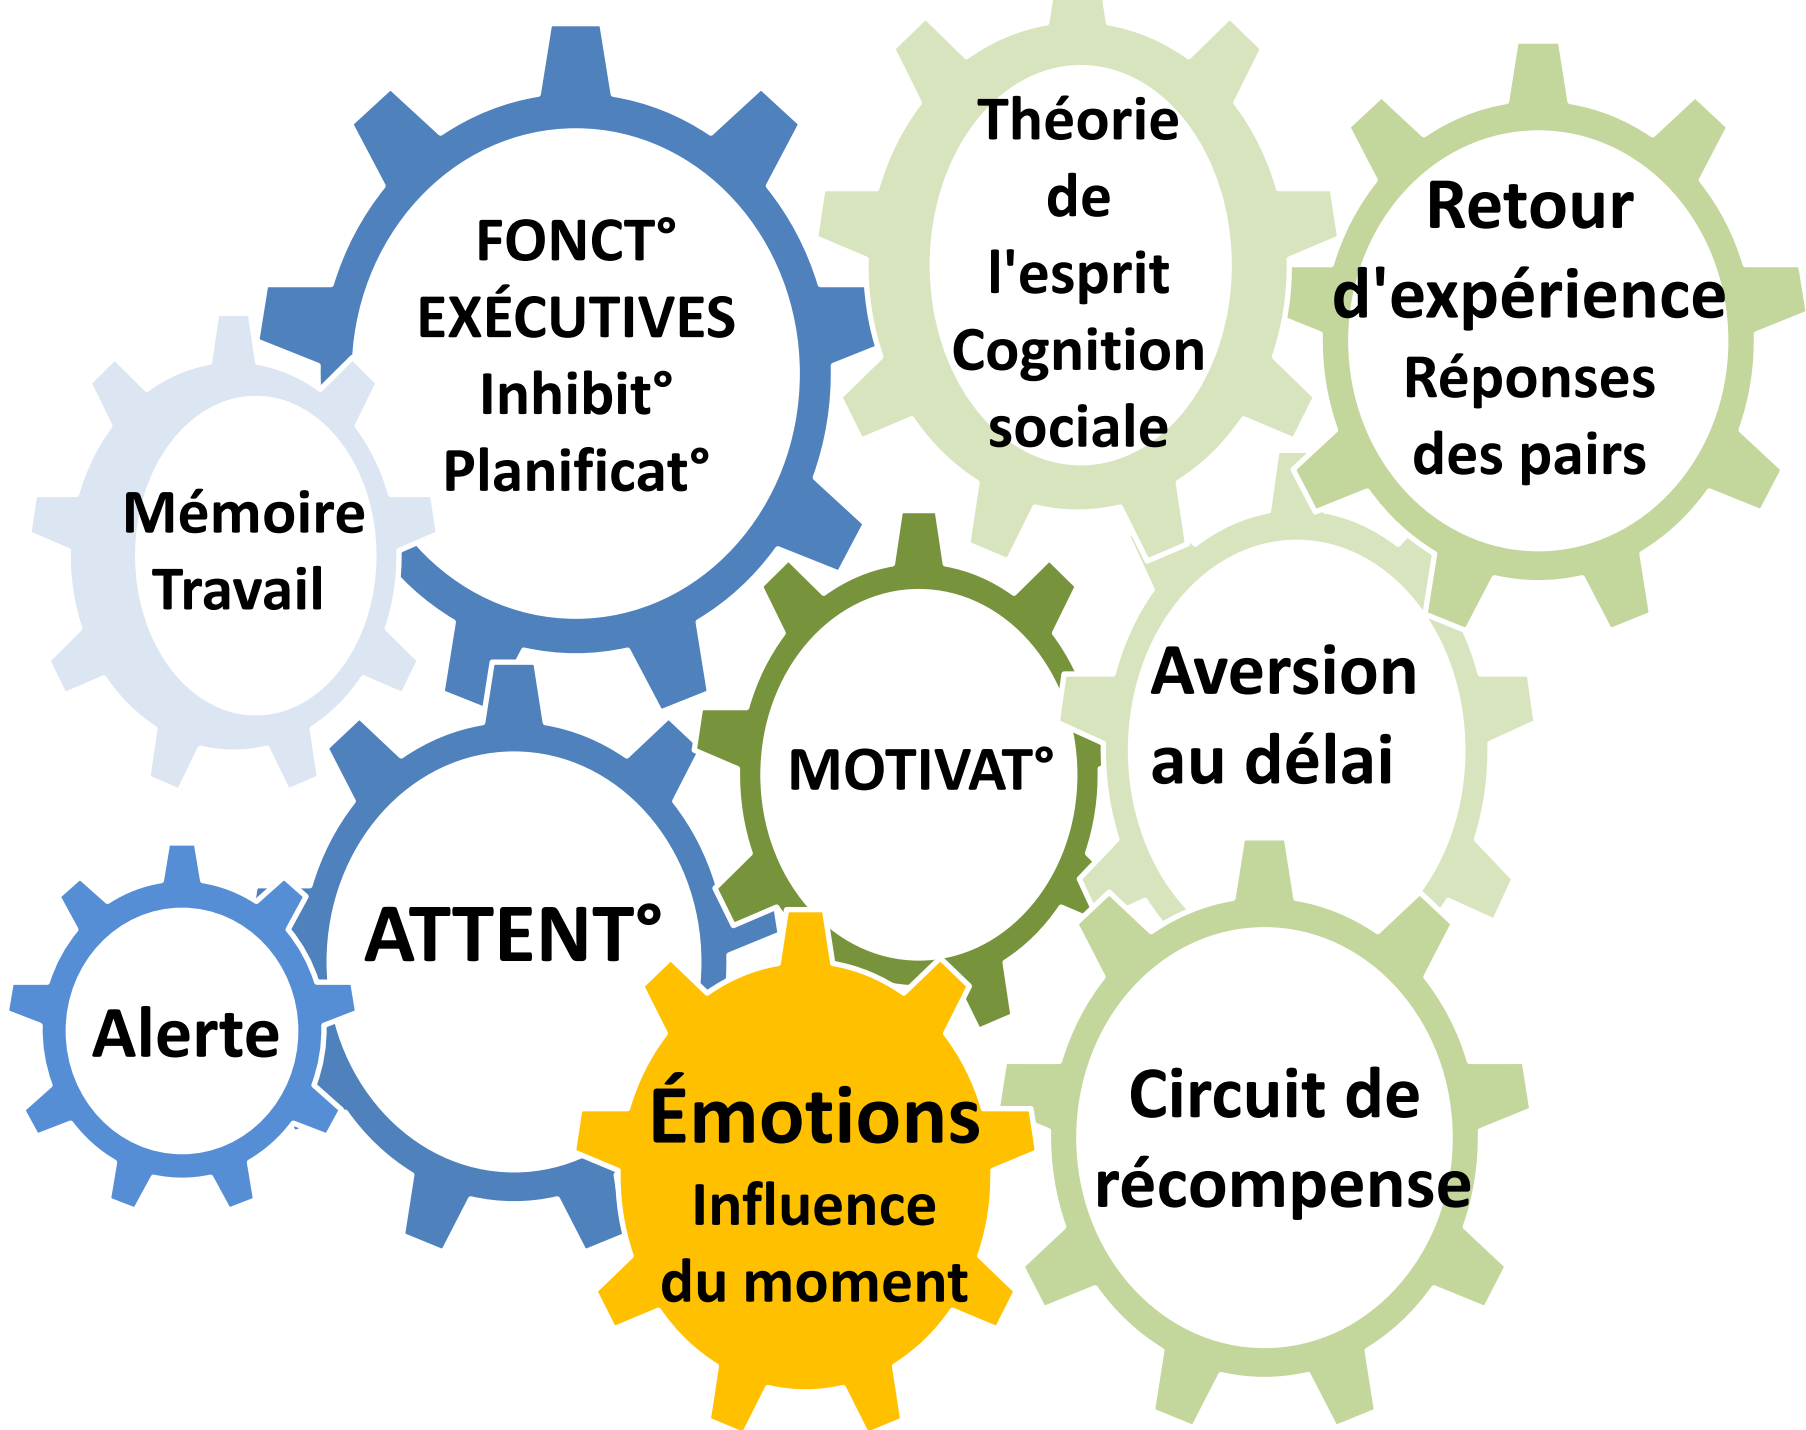 FONCT°
EXÉCUTIVES
Inhibit°
Planificat°
Théorie
de
l'esprit
Cognition
sociale
Retour
d'expérience
Réponses
des pairs
Mémoire
Travail
MOTIVAT°
Aversion
au délai
ATTENT°
Alerte
Émotions
Influence
du moment
Circuit de
récompense